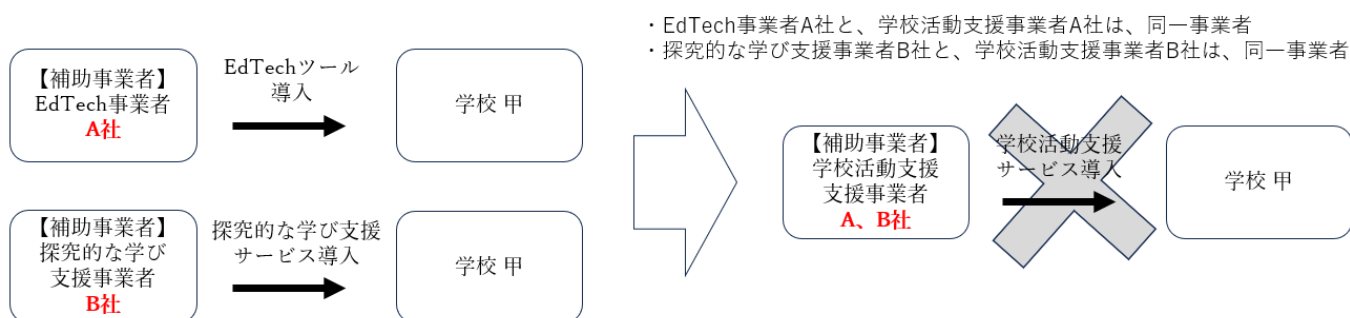 ・EdTech事業者A社と、学校活動支援事業者A社は、同一事業者
・探究的な学び支援事業者B社と、学校活動支援事業者B社は、同一事業者
【補助事業者】
EdTech事業者
A社
EdTechツール
導入
学校 甲
【補助事業者】
探究的な学び
支援事業者
B社
探究的な学び支援
サービス導入
学校 甲
【補助事業者】
学校活動支援
支援事業者
A、B社
学校活動支援
サービス導入
学校 甲